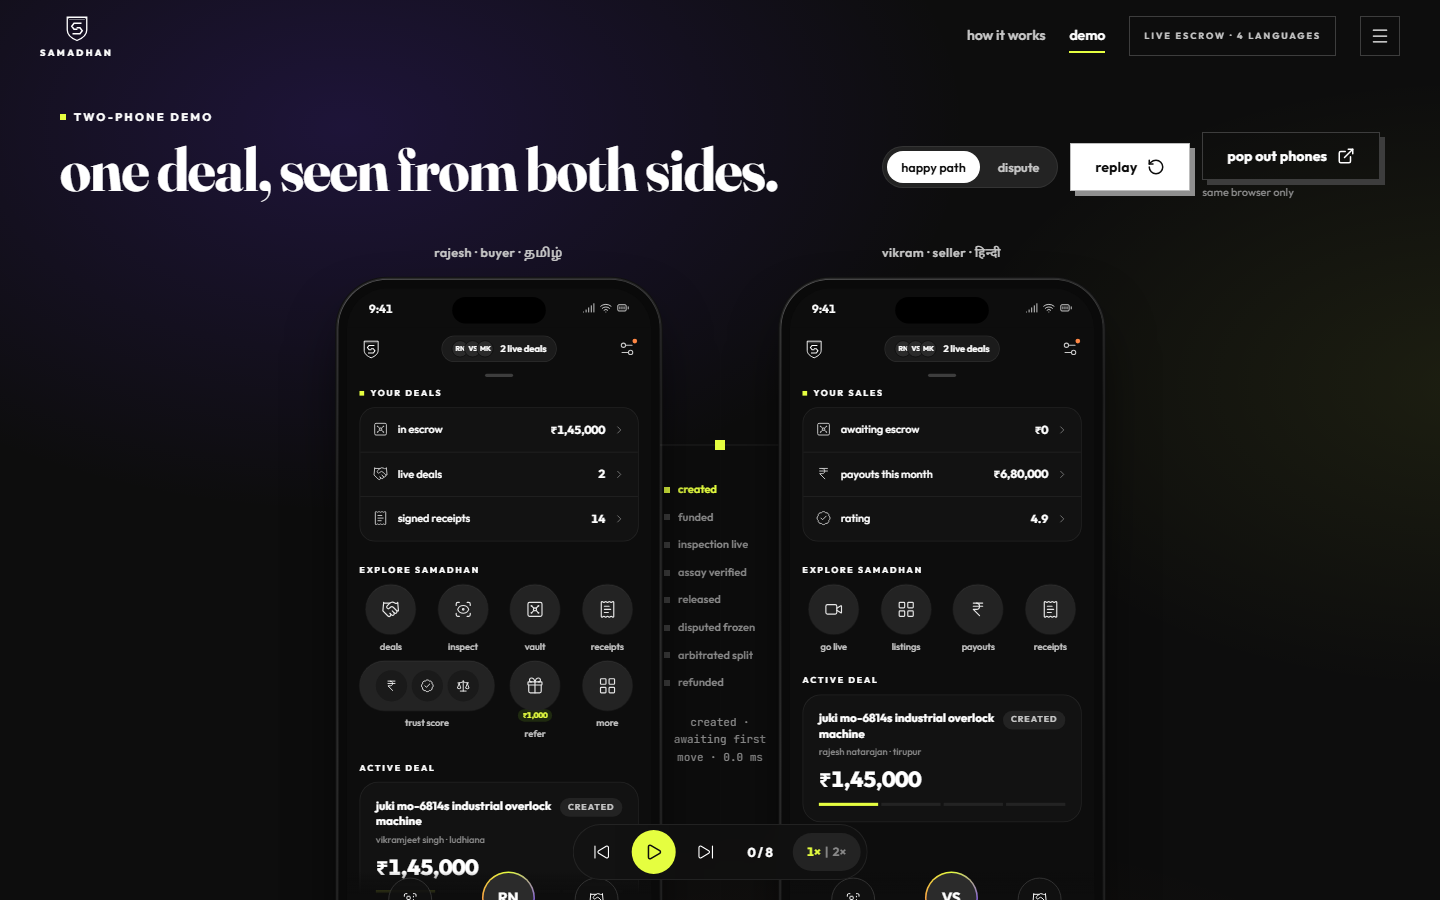 SAMADHAN
how it works
demo
LIVE ESCROW · 4 LANGUAGES
TWO-PHONE DEMO
one deal, seen from both sides.
happy path
dispute
replay
pop out phones
same browser only
rajesh · buyer · தமிழ்
9:41
RN VS MK 2 live deals
YOUR DEALS
in escrow ₹1,45,000
live deals 2
signed receipts 14
EXPLORE SAMADHAN
deals inspect vault receipts
₹1,000
trust score refer more
ACTIVE DEAL
juki mo-6814s industrial overlock machine
CREATED
vikramjeet singh · ludhiana
₹1,45,000
RN
created
funded
inspection live
assay verified
released
disputed frozen
arbitrated split
refunded
created ·
awaiting first
move · 0.0 ms
vikram · seller · हिन्दी
9:41
RN VS MK 2 live deals
YOUR SALES
awaiting escrow ₹0
payouts this month ₹6,80,000
rating 4.9
EXPLORE SAMADHAN
go live listings payouts receipts
ACTIVE DEAL
juki mo-6814s industrial overlock machine
CREATED
rajesh natarajan · tirupur
₹1,45,000
VS
0/8
1× | 2×